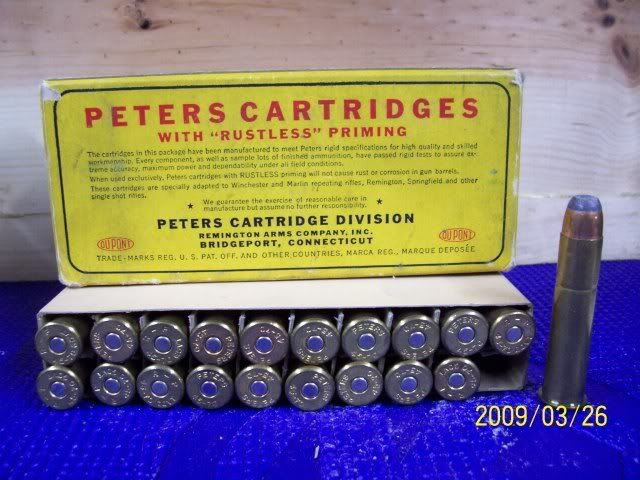 PETERS CARTRIDGES
WITH "RUSTLESS" PRIMING
The cartridges in this package have been manufactured to meet Peters rigid specifications for high quality and skilled
workmanship. Every component, as well as sample lots of finished ammunition, have passed rigid tests to assure ex-
treme accuracy, maximum power and dependability under all field conditions.
When used exclusively, Peters cartridges with RUSTLESS priming will not cause rust or corrosion in gun barrels.
These cartridges are specially adapted to Winchester and Marlin repeating rifles, Remington, Springfield and other
single shot rifles.
★ We guarantee the exercise of reasonable care in ★
manufacture but assume no further responsibility.
PETERS CARTRIDGE DIVISION
REMINGTON ARMS COMPANY, INC.
BRIDGEPORT, CONNECTICUT
DU PONT
DU PONT
TRADE-MARKS REG. U. S. PAT. OFF. AND OTHER COUNTRIES, MARCA REG., MARQUE DEPOSÉE
PETERS
PETERS
2009/03/26